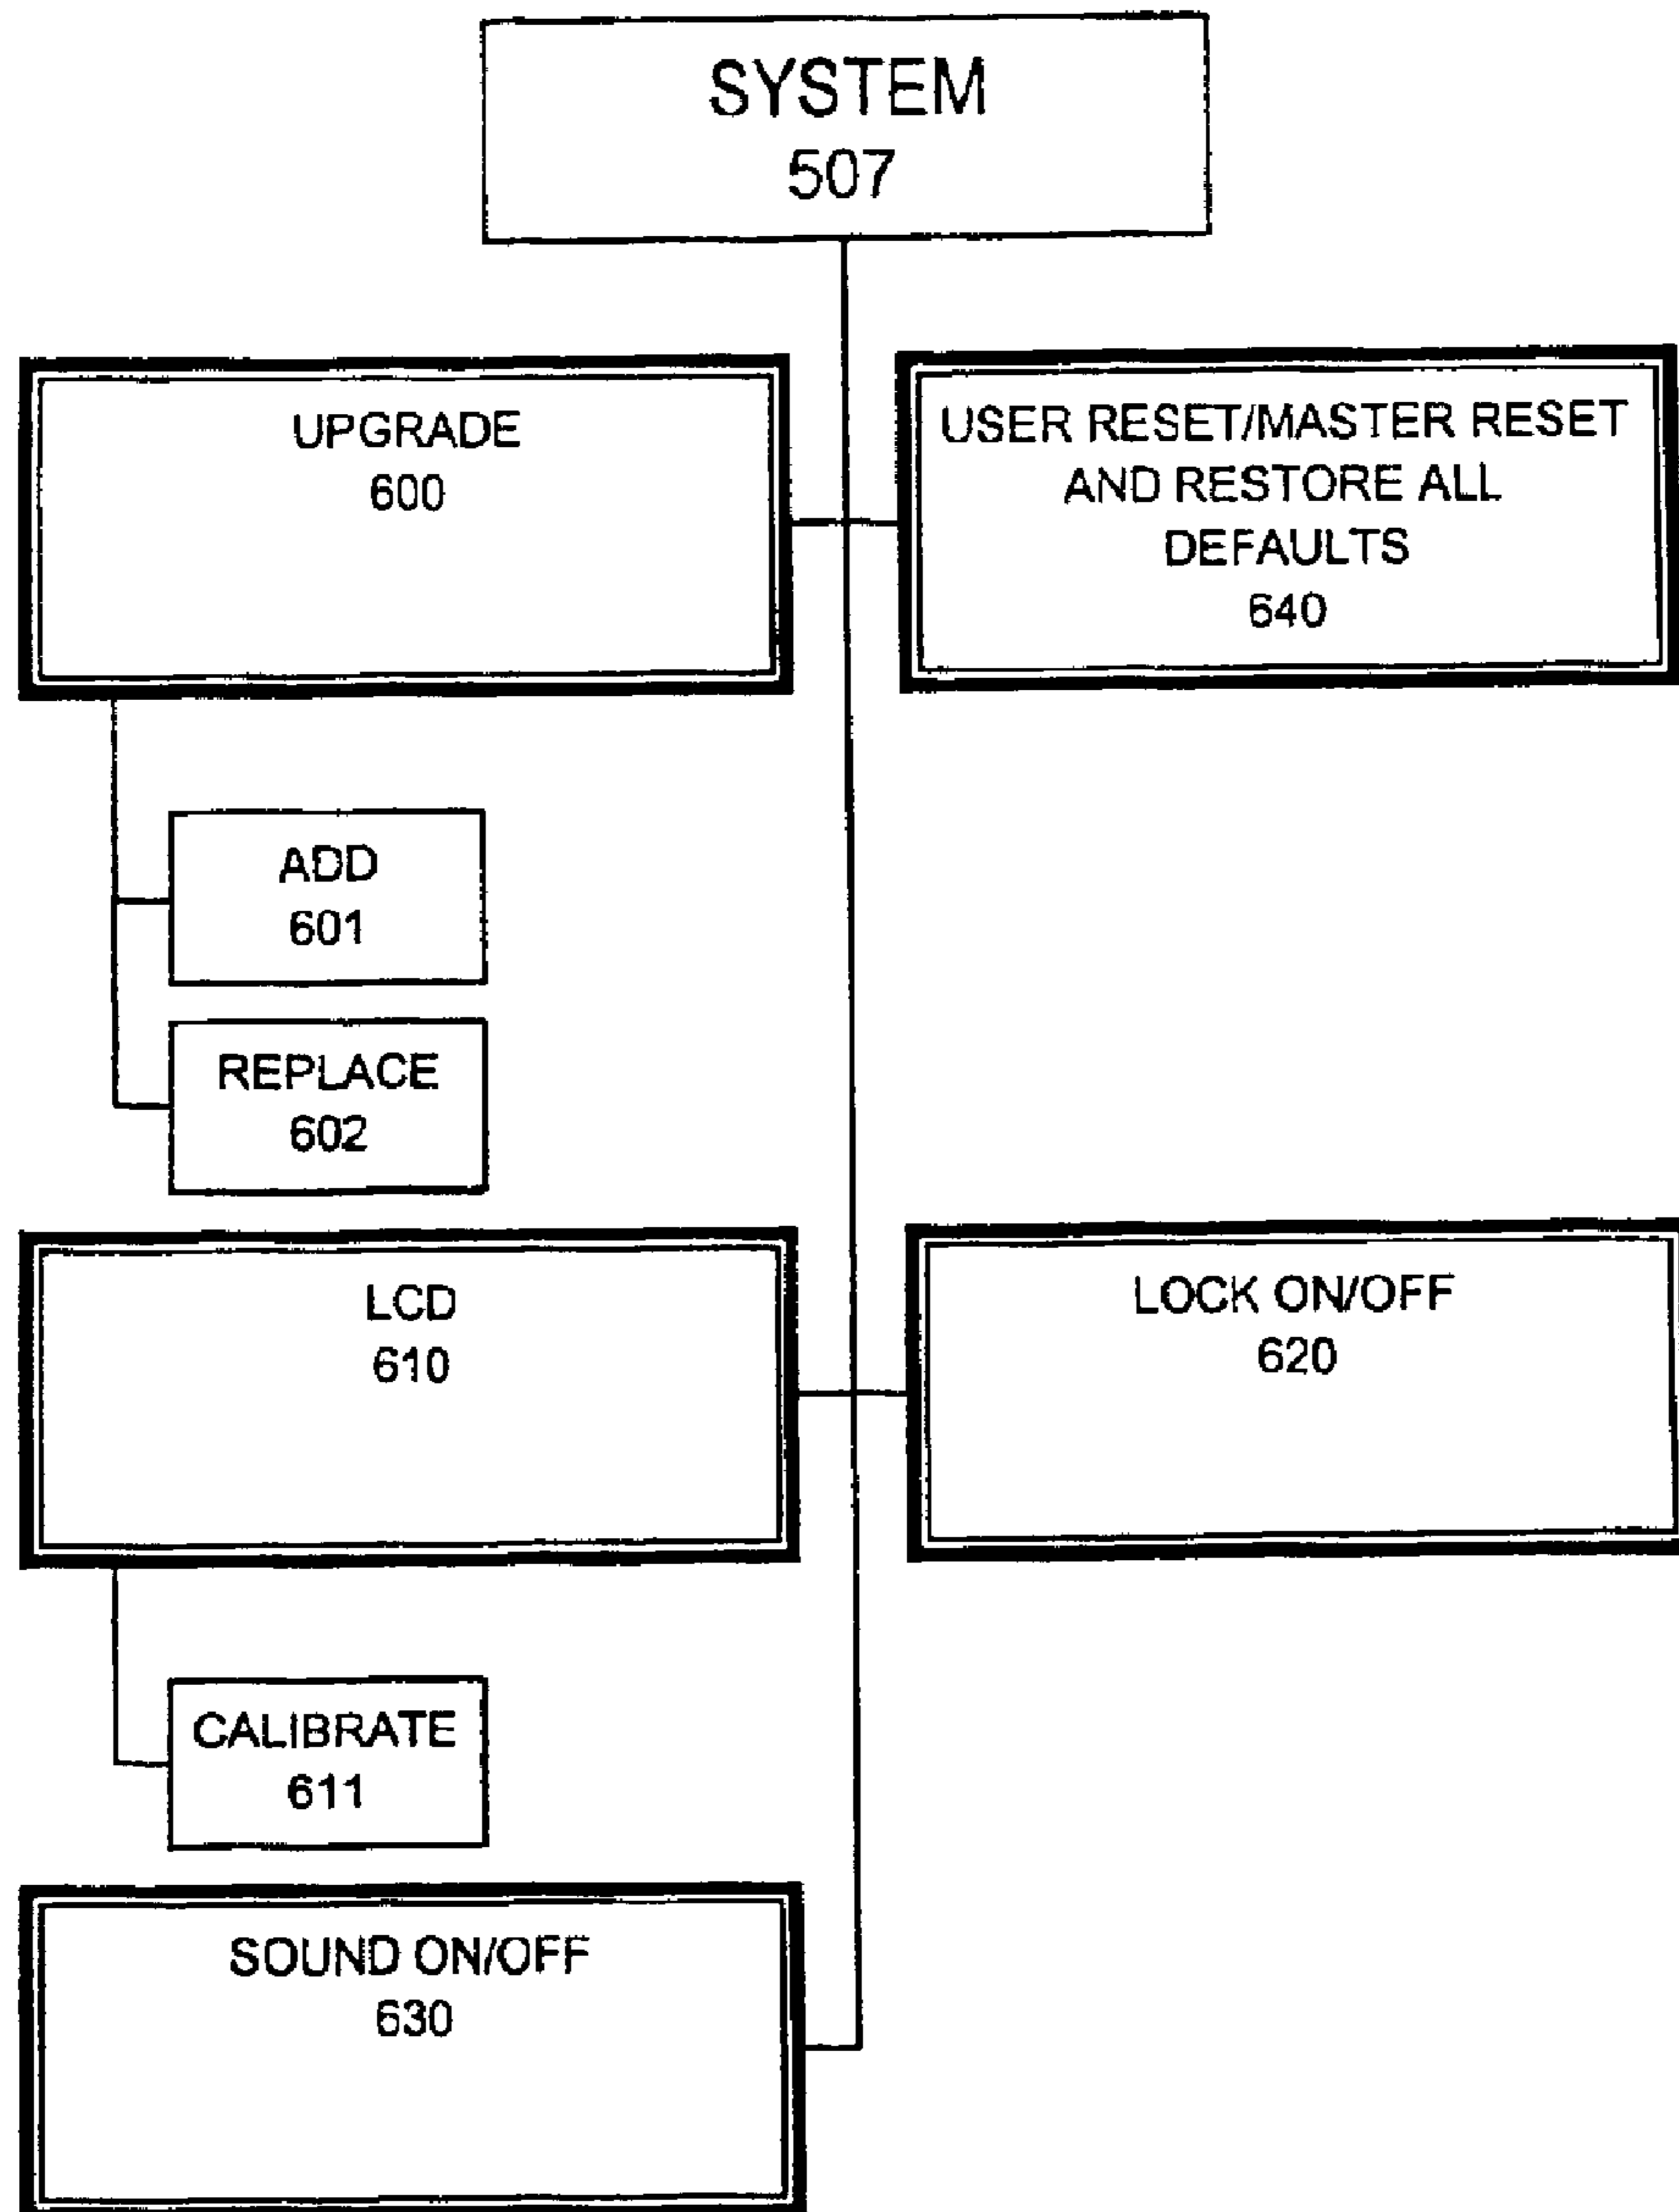 SYSTEM
507
UPGRADE
600
USER RESET/MASTER RESET
AND RESTORE ALL
DEFAULTS
640
ADD
601
REPLACE
602
LCD
610
LOCK ON/OFF
620
CALIBRATE
611
SOUND ON/OFF
630